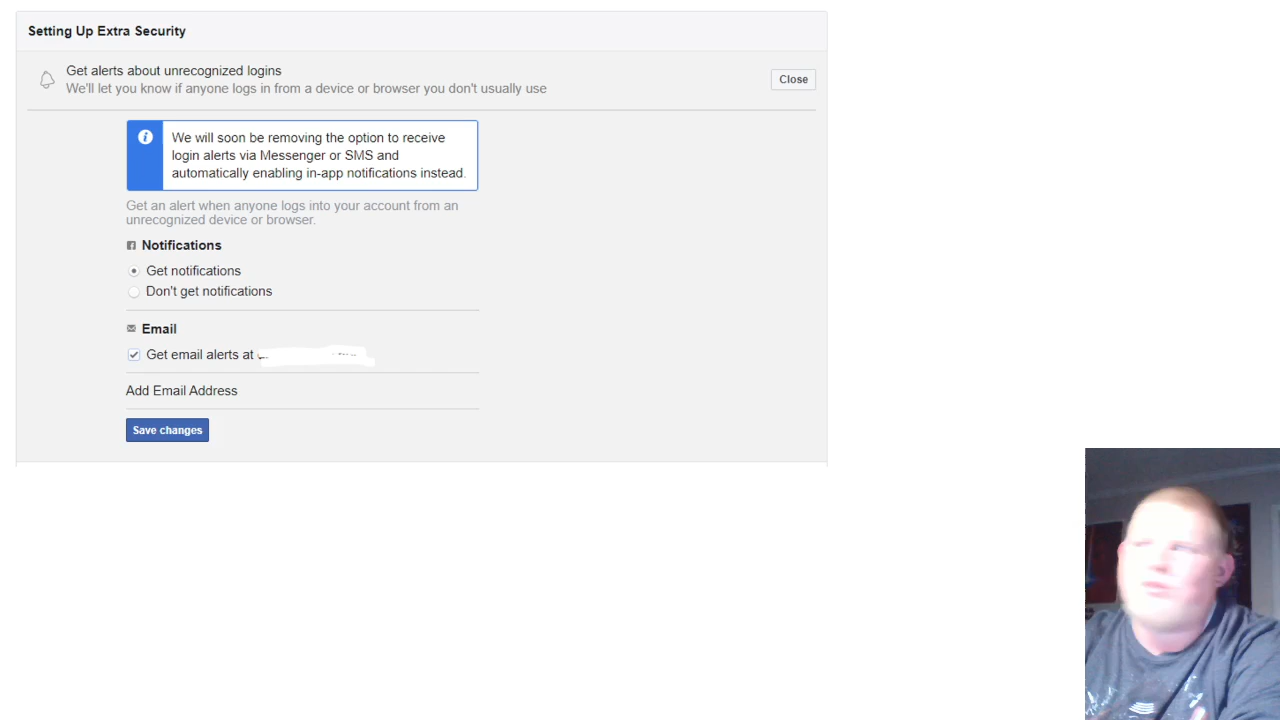 Setting Up Extra Security
Get alerts about unrecognized logins
We'll let you know if anyone logs in from a device or browser you don't usually use
Close
We will soon be removing the option to receive
login alerts via Messenger or SMS and
automatically enabling in-app notifications instead.
Get an alert when anyone logs into your account from an
unrecognized device or browser.
Notifications
Get notifications
Don't get notifications
Email
Get email alerts at
Add Email Address
Save changes